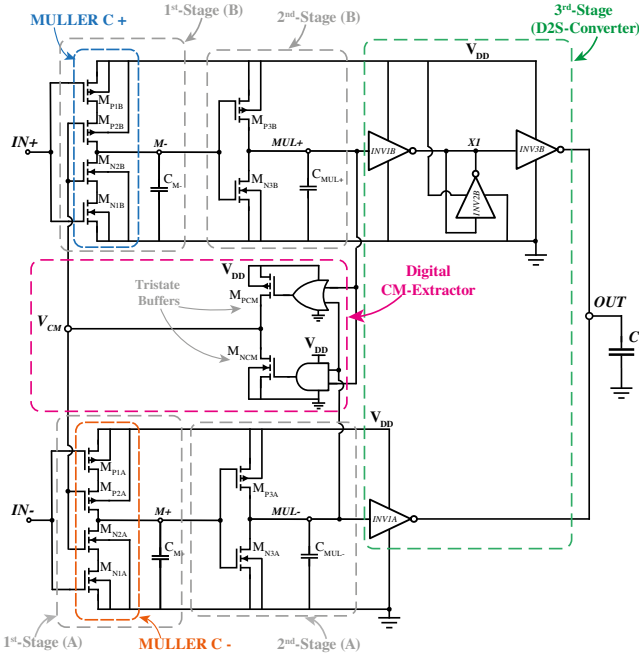 1st-Stage (B)
2nd-Stage (B)
3rd-Stage
(D2S-Converter)
MULLER C +
VDD
MP1B
IN+
MP2B
MP3B
M-
MUL+
INV1B
X1
INV3B
MN2B
CM-
MN3B
CMUL+
INV2B
MN1B
VDD
Digital
CM-Extractor
Tristate
Buffers
MPCM
OUT
VCM
MNCM
VDD
C
VDD
MP1A
MP2A
MP3A
IN-
M+
MUL-
INV1A
MN2A
CM+
MN3A
CMUL-
MN1A
1st-Stage (A)
MULLER C -
2nd-Stage (A)